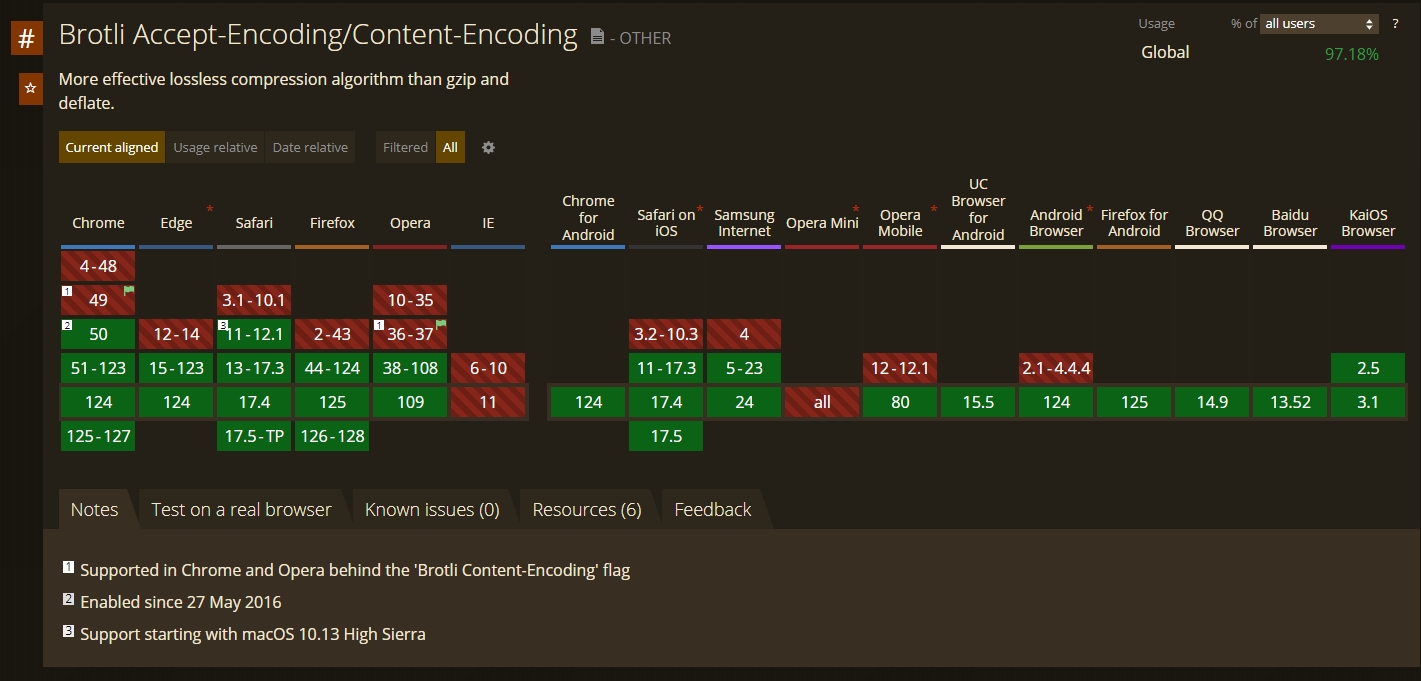 #
Brotli Accept-Encoding/Content-Encoding - OTHER
Usage % of all users ?
Global 97.18%
More effective lossless compression algorithm than gzip and
deflate.
Current aligned Usage relative Date relative Filtered All
Chrome Edge * Safari Firefox Opera IE Chrome for Android Safari on iOS * Samsung Internet Opera Mini * Opera Mobile * UC Browser for Android Android Browser * Firefox for Android QQ Browser Baidu Browser KaiOS Browser
4-48
1 49 3.1-10.1 10-35
2 50 12-14 3 11-12.1 2-43 1 36-37 3.2-10.3 4
51-123 15-123 13-17.3 44-124 38-108 6-10 11-17.3 5-23 12-12.1 2.1-4.4.4 2.5
124 124 17.4 125 109 11 124 17.4 24 all 80 15.5 124 125 14.9 13.52 3.1
125-127 17.5-TP 126-128 17.5
Notes Test on a real browser Known issues (0) Resources (6) Feedback
1 Supported in Chrome and Opera behind the 'Brotli Content-Encoding' flag
2 Enabled since 27 May 2016
3 Support starting with macOS 10.13 High Sierra